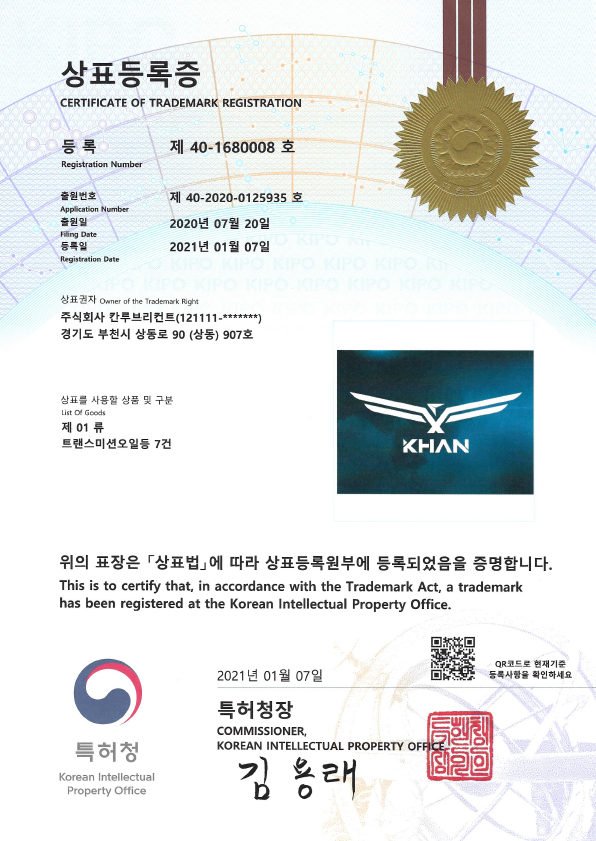 상표등록증
CERTIFICATE OF TRADEMARK REGISTRATION
등 록 제 40-1680008 호
Registration Number
출원번호 제 40-2020-0125935 호
Application Number
출원일 2020년 07월 20일
Filing Date
등록일 2021년 01월 07일
Registration Date
KIPO KIPO KIPO KIPO KIPO
상표권자 Owner of the Trademark Right
주식회사 칸루브리컨트(121111-*******)
경기도 부천시 상동로 90 (상동) 907호
상표를 사용할 상품 및 구분
List Of Goods
제 01 류
트랜스미션오일등 7건
KHAN
위의 표장은 「상표법」에 따라 상표등록원부에 등록되었음을 증명합니다.
This is to certify that, in accordance with the Trademark Act, a trademark
has been registered at the Korean Intellectual Property Office.
2021년 01월 07일
QR코드로 현재기준
등록사항을 확인하세요
특허청장
COMMISSIONER,
KOREAN INTELLECTUAL PROPERTY OFFICE
김용래
특허청
Korean Intellectual
Property Office